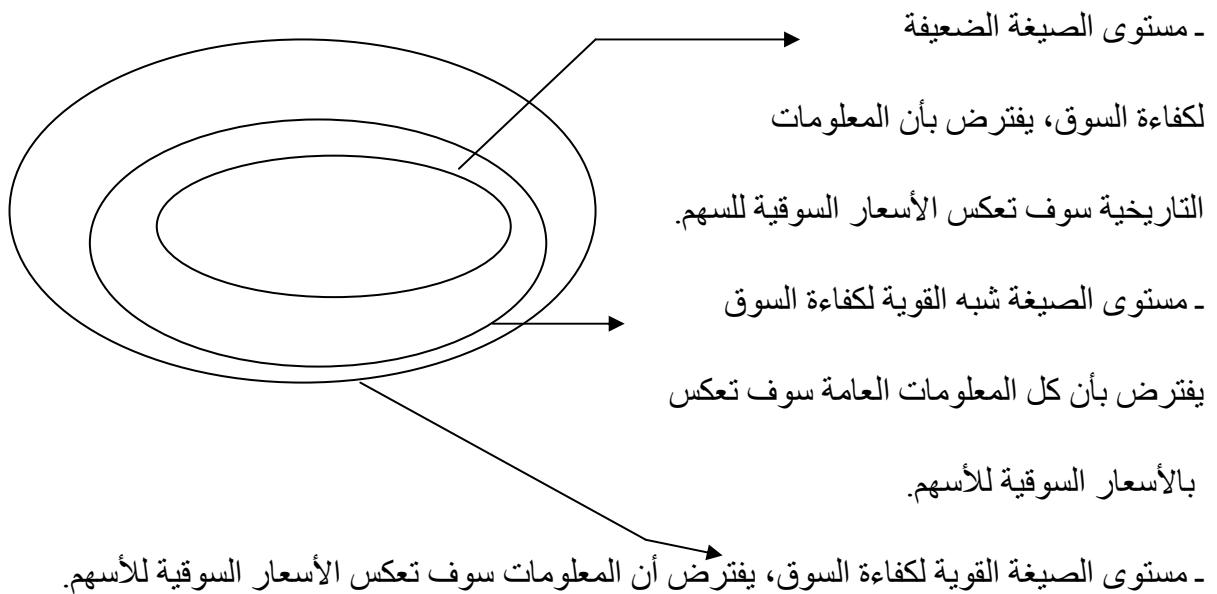 ـ مستوى الصيغة الضعيفة
لكفاءة السوق، يفترض بأن المعلومات
التاريخية سوف تعكس الأسعار السوقية للسهم.
ـ مستوى الصيغة شبه القوية لكفاءة السوق
يفترض بأن كل المعلومات العامة سوف تعكس
بالأسعار السوقية للأسهم.
ـ مستوى الصيغة القوية لكفاءة السوق، يفترض أن المعلومات سوف تعكس الأسعار السوقية للأسهم.